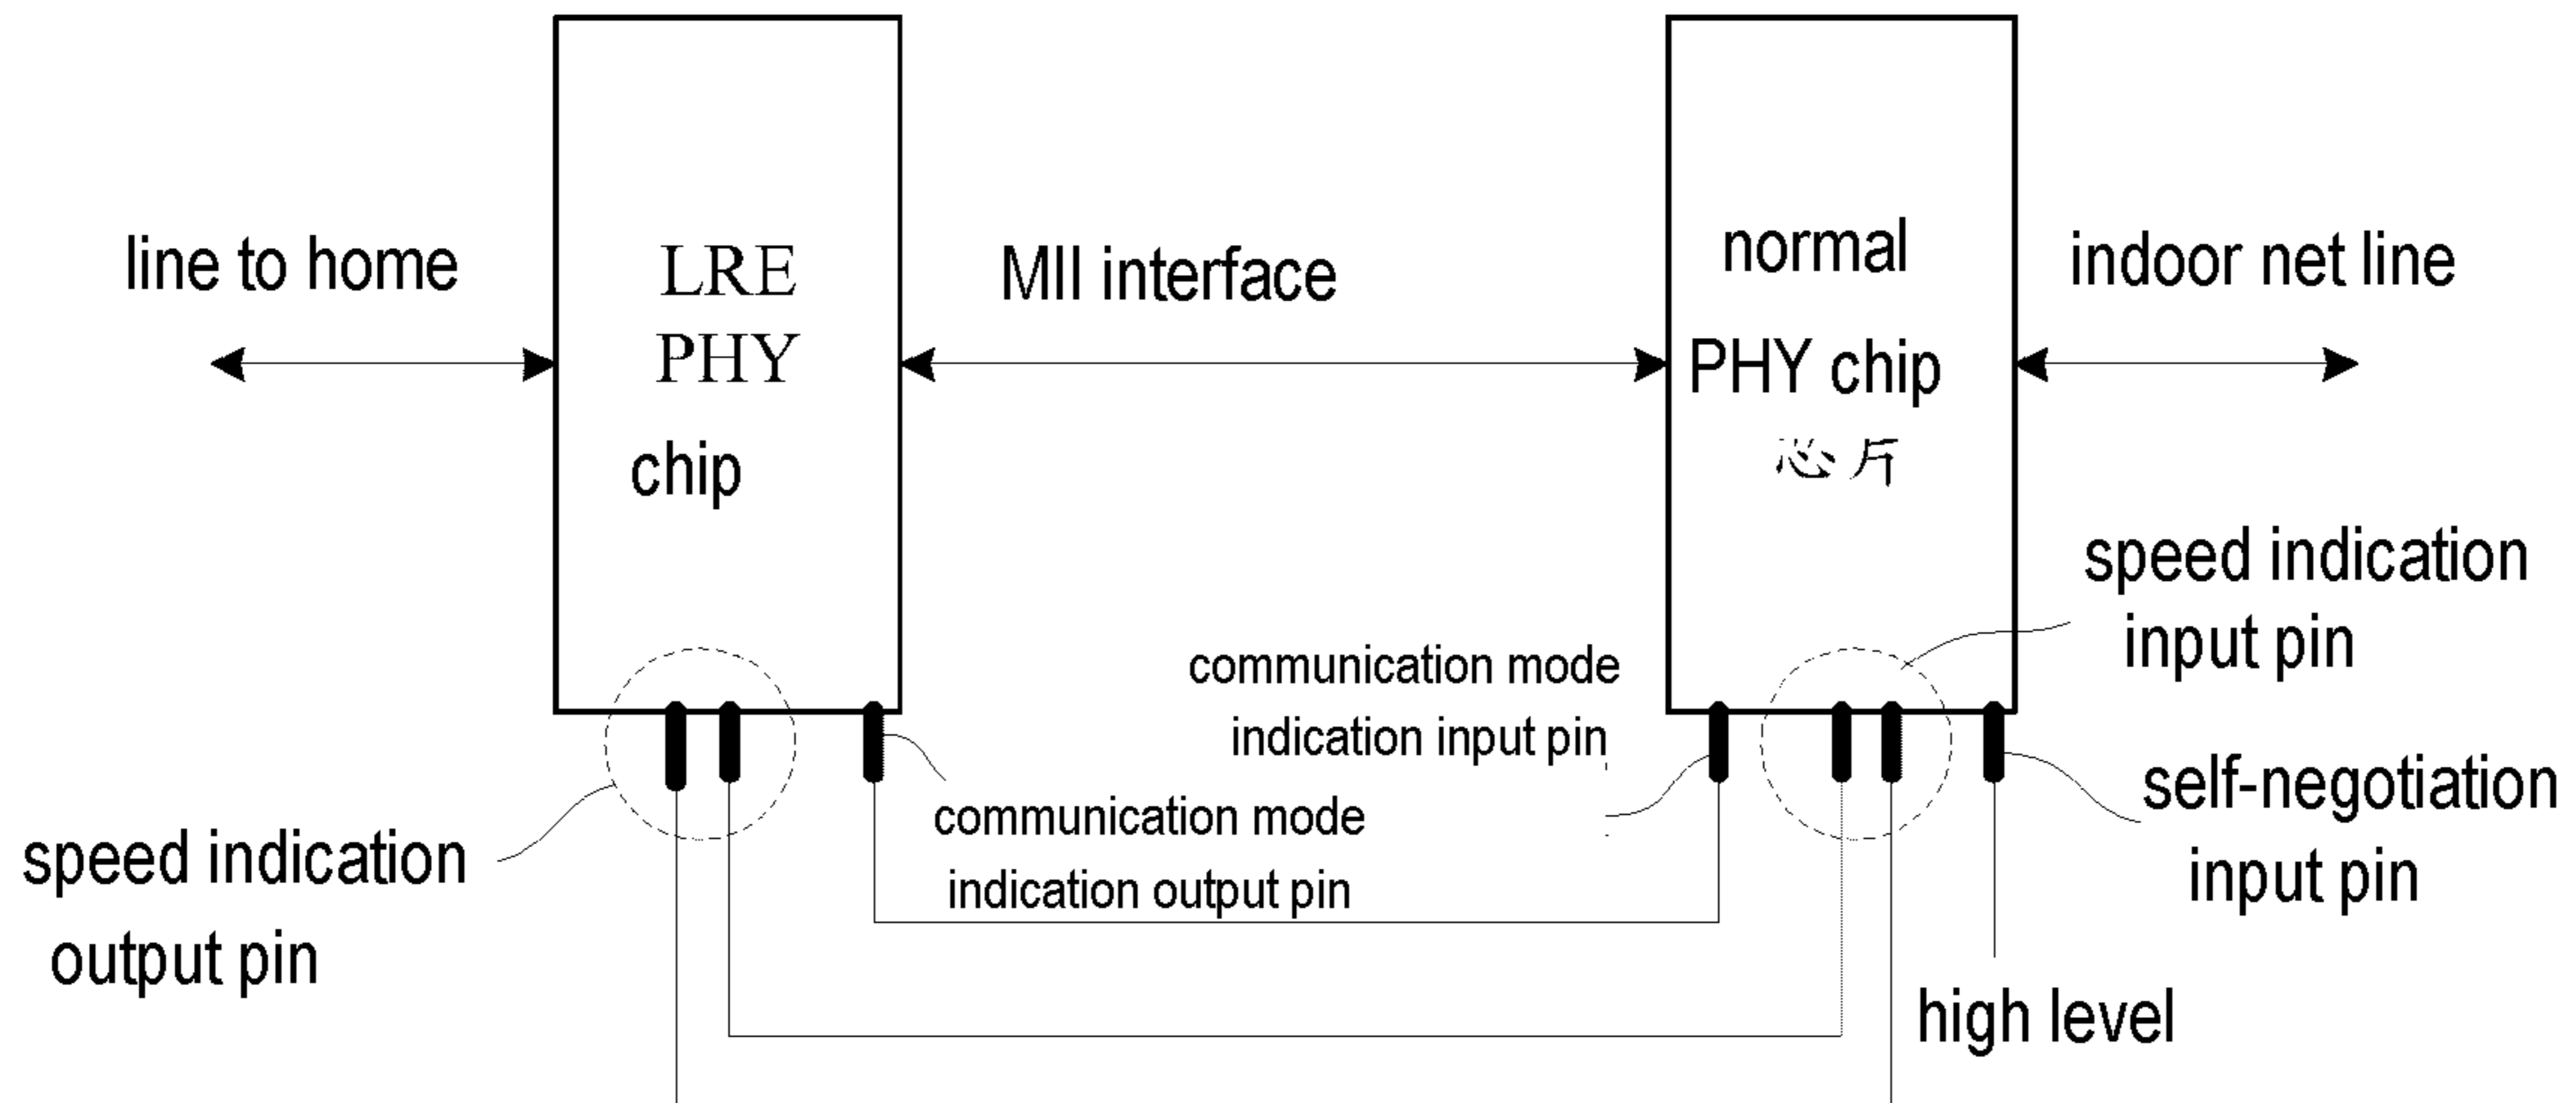 line to home
LRE
PHY
chip
MII interface
normal
PHY chip
芯片
indoor net line
speed indication
input pin
communication mode
indication input pin
self-negotiation
input pin
communication mode
indication output pin
speed indication
output pin
high level